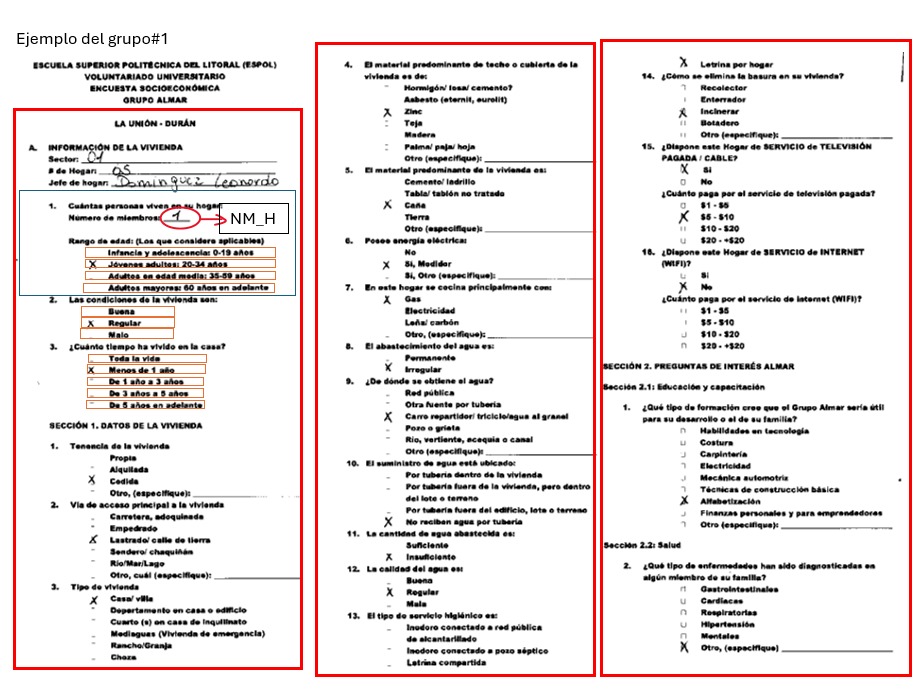 Ejemplo del grupo#1
ESCUELA SUPERIOR POLITÉCNICA DEL LITORAL (ESPOL)
VOLUNTARIADO UNIVERSITARIO
ENCUESTA SOCIOECONÓMICA
GRUPO ALMAR
LA UNIÓN - DURÁN
A. INFORMACIÓN DE LA VIVIENDA
Sector: 01
# de Hogar: 05
Jefe de hogar: Dominguez Leonardo
1. Cuántas personas viven en su hogar
Número de miembros: 1
NM_H
Rango de edad: (Los que considere aplicables)
Infancia y adolescencia: 0-19 años
X Jóvenes adultos: 20-34 años
Adultos en edad media: 35-59 años
Adultos mayores: 60 años en adelante
2. Las condiciones de la vivienda son:
Buena
X Regular
Malo
3. ¿Cuánto tiempo ha vivido en la casa?
Toda la vida
X Menos de 1 año
De 1 año a 3 años
De 3 años a 5 años
De 5 años en adelante
SECCIÓN 1. DATOS DE LA VIVIENDA
1. Tenencia de la vivienda
Propia
Alquilada
X Cedida
Otro, (especifique):
2. Vía de acceso principal a la vivienda
Carretera, adoquinada
Empedrado
X Lastrado/ calle de tierra
Sendero/ chaquiñán
Río/Mar/Lago
Otro, cuál (especifique):
3. Tipo de vivienda
X Casa/ villa
Departamento en casa o edificio
Cuarto (s) en casa de inquilinato
Mediaguas (Vivienda de emergencia)
Rancho/Granja
Choza
4. El material predominante de techo o cubierta de la
vivienda es de:
Hormigón/ losa/ cemento?
Asbesto (eternit, eurolit)
X Zinc
Teja
Madera
Palma/ paja/ hoja
Otro (especifique):
5. El material predominante de la vivienda es:
Cemento/ ladrillo
Tabla/ tablón no tratado
X Caña
Tierra
Otro (especifique):
6. Posee energía eléctrica:
No
X Si, Medidor
Si, Otro (especifique):
7. En este hogar se cocina principalmente con:
X Gas
Electricidad
Leña/ carbón
Otro, (especifique):
8. El abastecimiento del agua es:
Permanente
X Irregular
9. ¿De dónde se obtiene el agua?
Red pública
Otra fuente por tubería
X Carro repartidor/ triciclo/agua al granel
Pozo o grieta
Río, vertiente, acequia o canal
Otro, (especifique):
10. El suministro de agua está ubicado:
Por tubería dentro de la vivienda
Por tubería fuera de la vivienda, pero dentro
del lote o terreno
Por tubería fuera del edificio, lote o terreno
X No reciben agua por tubería
11. La cantidad de agua abastecida es:
Suficiente
X Insuficiente
12. La calidad del agua es:
Buena
X Regular
Mala
13. El tipo de servicio higiénico es:
Inodoro conectado a red pública
de alcantarillado
Inodoro conectado a pozo séptico
Latrina compartida
X Letrina por hogar
14. ¿Cómo se elimina la basura en su vivienda?
Recolector
Enterrador
X Incinerar
Botadero
Otro (especifique):
15. ¿Dispone este Hogar de SERVICIO de TELEVISIÓN
PAGADA / CABLE?
X Si
No
¿Cuánto paga por el servicio de televisión pagada?
$1 - $5
X $5 - $10
$10 - $20
$20 - +$20
16. ¿Dispone este Hogar de SERVICIO de INTERNET
(WIFI)?
Si
X No
¿Cuánto paga por el servicio de internet (WIFI)?
$1 - $5
$5 - $10
$10 - $20
$20 - +$20
SECCIÓN 2. PREGUNTAS DE INTERÉS ALMAR
Sección 2.1: Educación y capacitación
1. ¿Qué tipo de formación cree que el Grupo Almar sería útil
para su desarrollo o el de su familia?
Habilidades en tecnología
Costura
Carpintería
Electricidad
Mecánica automotriz
Técnicas de construcción básica
X Alfabetización
Finanzas personales y para emprendedores
Otro (especifique):
Sección 2.2: Salud
2. ¿Qué tipo de enfermedades han sido diagnosticadas en
algún miembro de su familia?
Gastrointestinales
Cardíacas
Respiratorias
Hipertensión
Mentales
X Otro, (especifique)